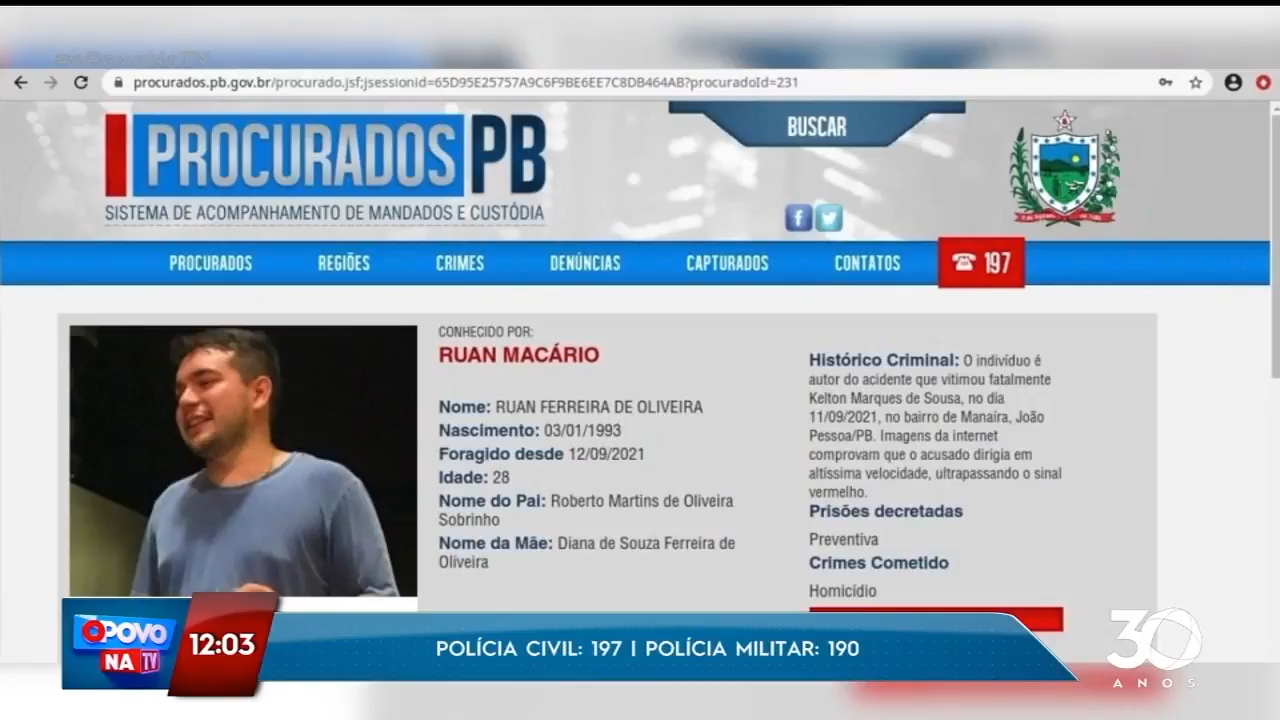 procurados.pb.gov.br/procurado.jsf;jsessionid=65D95E25757A9C6F9BE6EE7C8DB464AB?procuradoId=231
PROCURADOS PB
SISTEMA DE ACOMPANHAMENTO DE MANDADOS E CUSTÓDIA
BUSCAR
PROCURADOS
REGIÕES
CRIMES
DENÚNCIAS
CAPTURADOS
CONTATOS
197
CONHECIDO POR:
RUAN MACÁRIO
Nome: RUAN FERREIRA DE OLIVEIRA
Nascimento: 03/01/1993
Foragido desde 12/09/2021
Idade: 28
Nome do Pai: Roberto Martins de Oliveira
Sobrinho
Nome da Mãe: Diana de Souza Ferreira de
Oliveira
Histórico Criminal: O indivíduo é
autor do acidente que vitimou fatalmente
Kelton Marques de Sousa, no dia
11/09/2021, no bairro de Manaíra, João
Pessoa/PB. Imagens da internet
comprovam que o acusado dirigia em
altíssima velocidade, ultrapassando o sinal
vermelho.
Prisões decretadas
Preventiva
Crimes Cometido
Homicídio
O POVO
NA TV
12:03
POLÍCIA CIVIL: 197 | POLÍCIA MILITAR: 190
30
ANOS